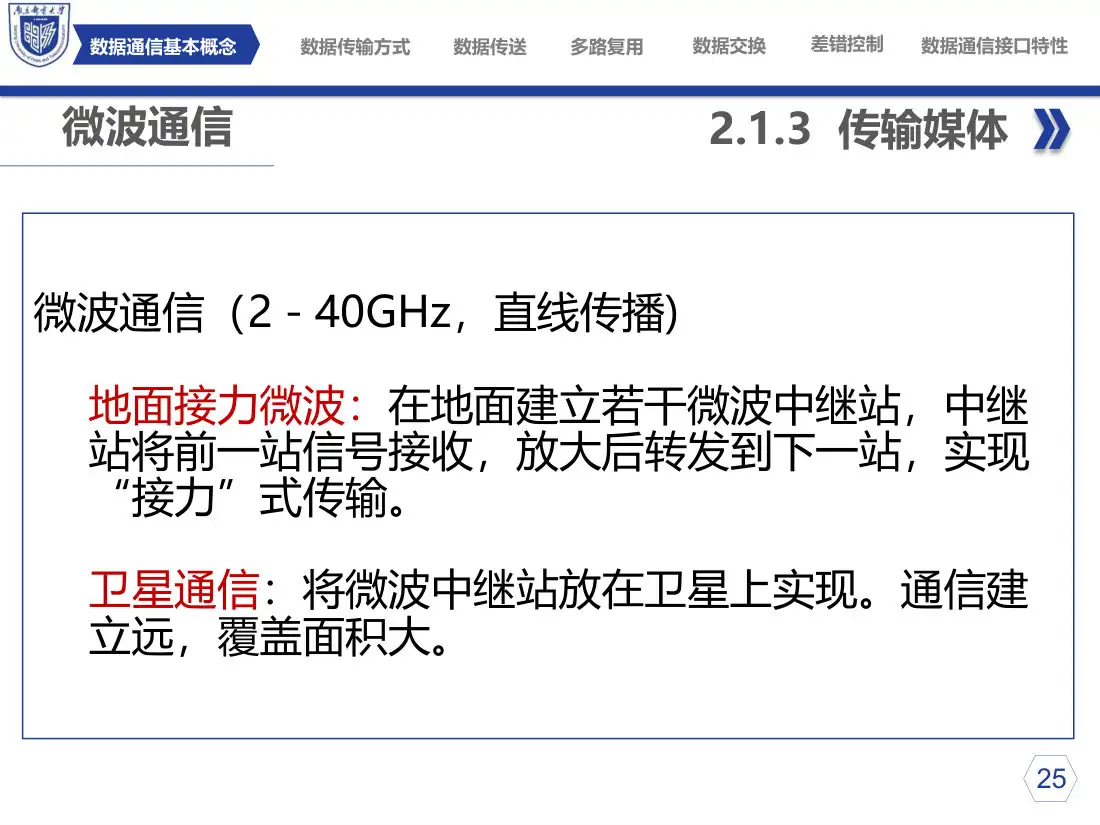 南京邮电大学
数据通信基本概念
数据传输方式
数据传送
多路复用
数据交换
差错控制
数据通信接口特性
微波通信
2.1.3 传输媒体
微波通信（2 - 40GHz，直线传播)
地面接力微波：在地面建立若干微波中继站，中继
站将前一站信号接收，放大后转发到下一站，实现
“接力”式传输。
卫星通信：将微波中继站放在卫星上实现。通信建
立远，覆盖面积大。
25